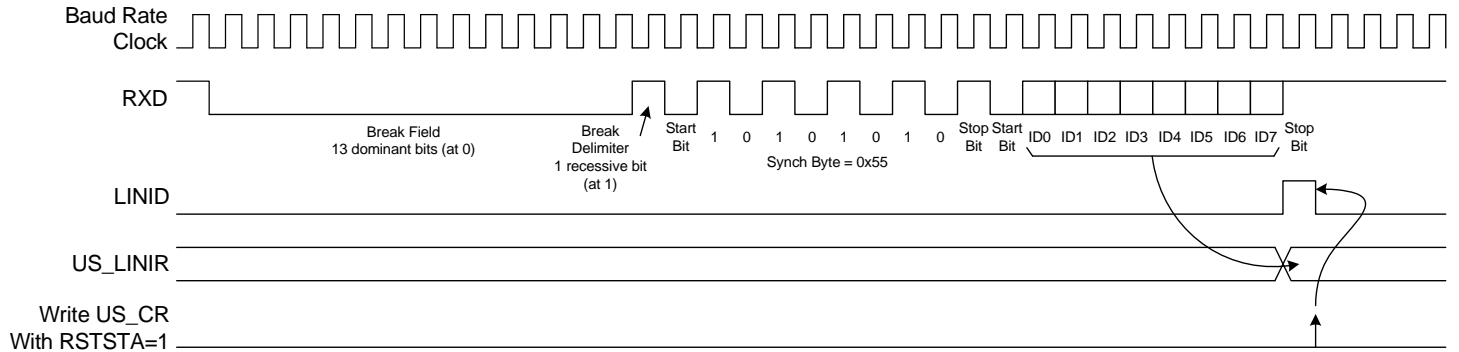 Baud Rate
Clock
RXD
Break Field
13 dominant bits (at 0)
Break
Delimiter
1 recessive bit
(at 1)
Start
Bit
1 0 1 0 1 0 1 0
Synch Byte = 0x55
Stop
Bit
Start
Bit
ID0 ID1 ID2 ID3 ID4 ID5 ID6 ID7
Stop
Bit
LINID
US_LINIR
Write US_CR
With RSTSTA=1